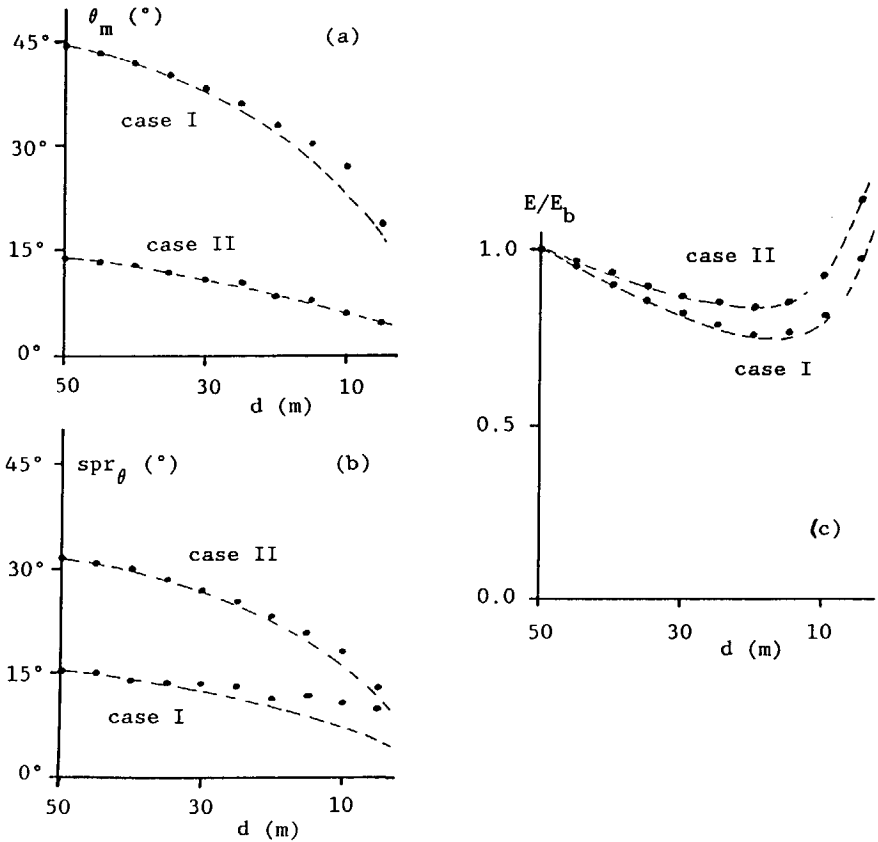 θm (°)
(a)
45°
30°
15°
0°
case I
case II
50 30 10
d (m)
sprθ (°)
(b)
45°
30°
15°
0°
case II
case I
50 30 10
d (m)
E/Eb
1.0
0.5
0.0
case II
case I
(c)
50 30 10
d (m)